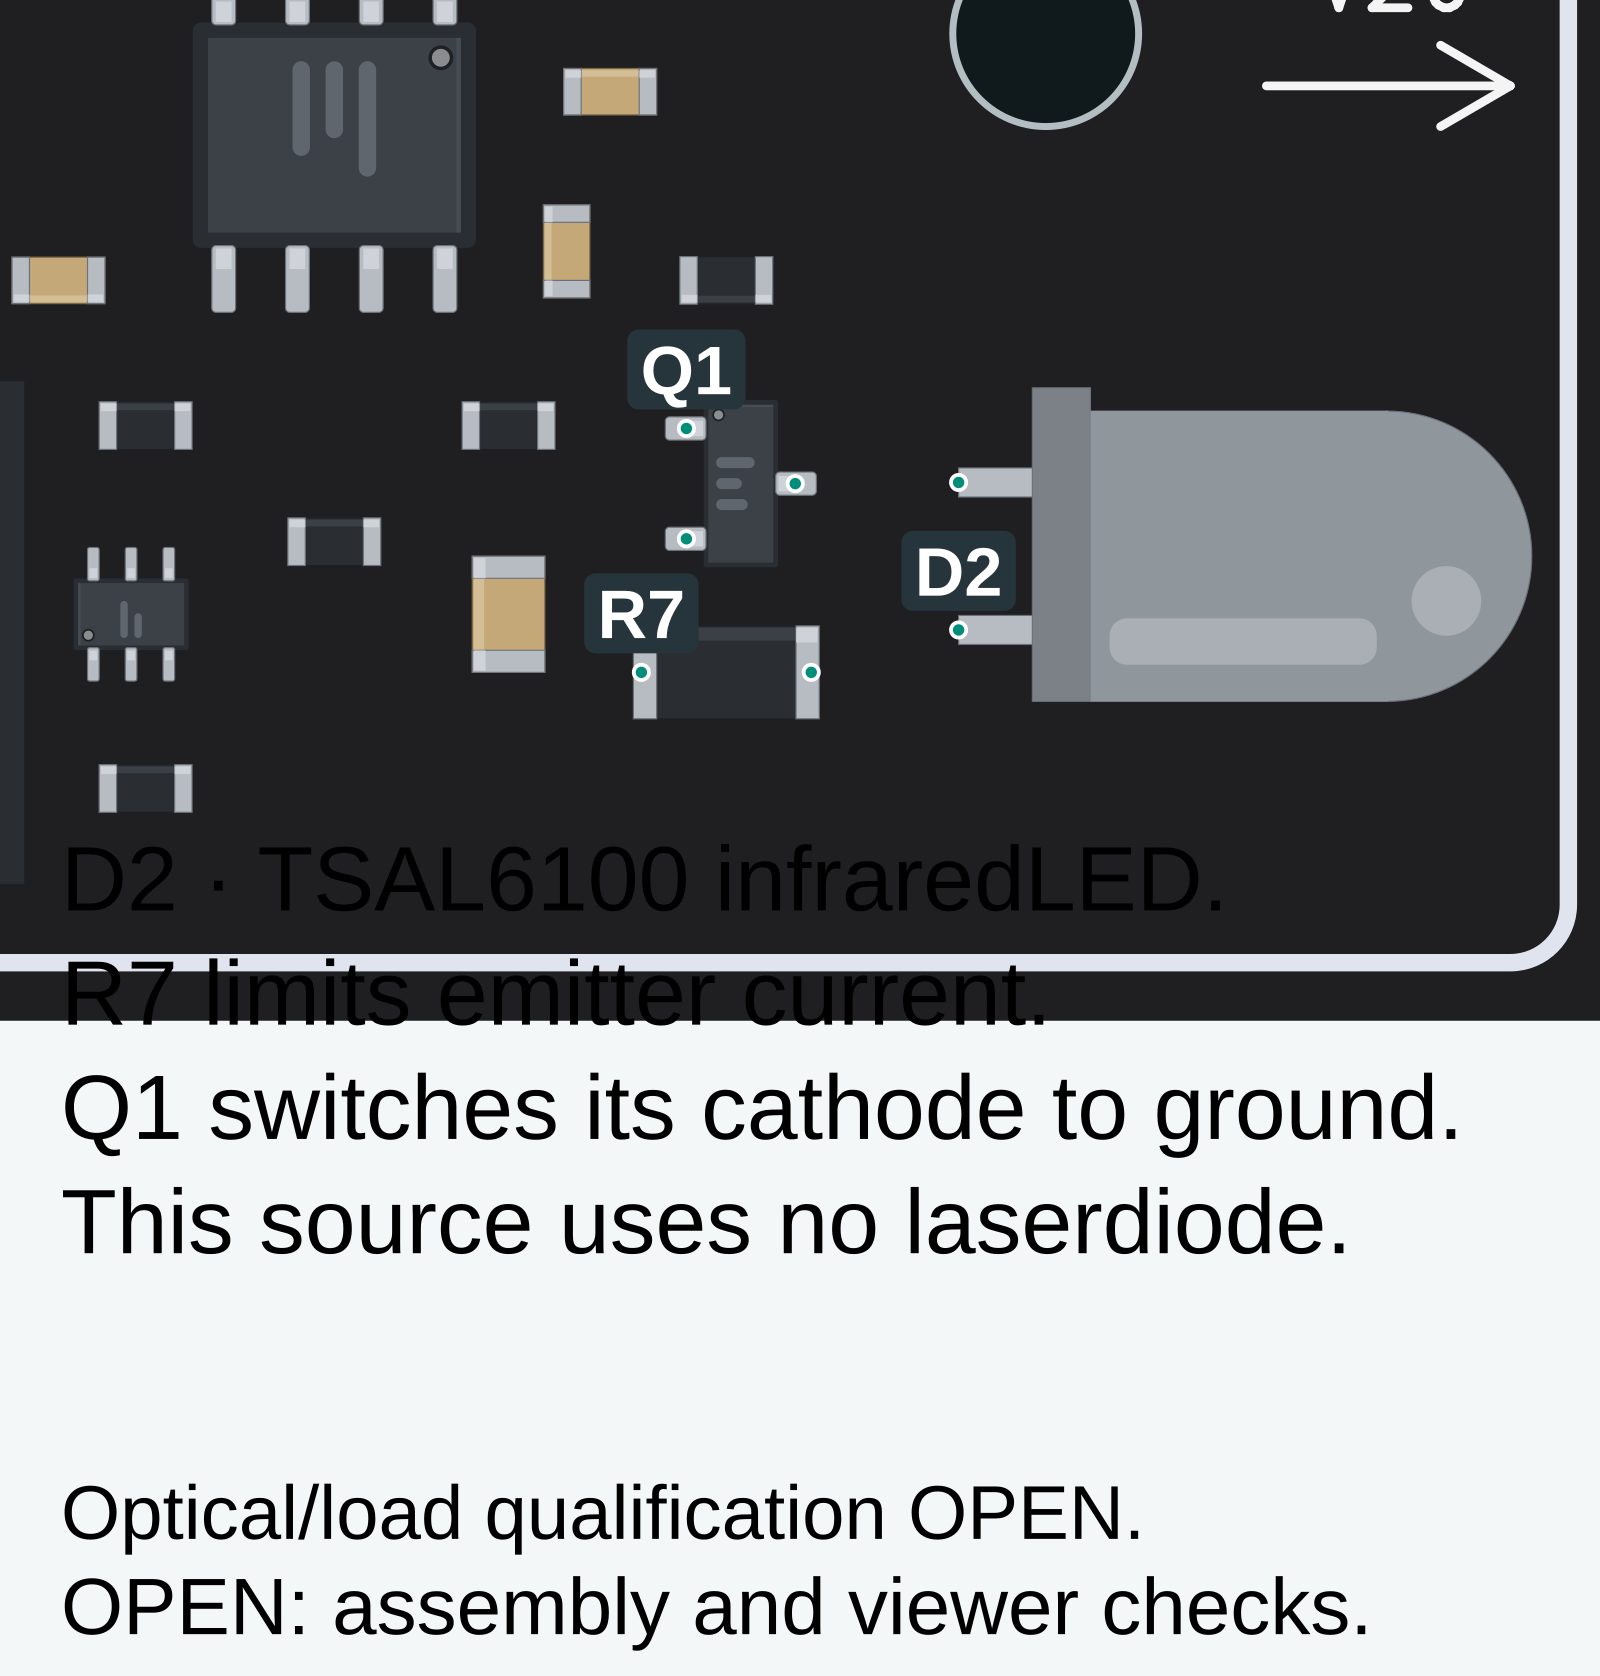 Q1
D2
R7
D2 · TSAL6100 infraredLED.
R7 limits emitter current.
Q1 switches its cathode to ground.
This source uses no laserdiode.
Optical/load qualification OPEN.
OPEN: assembly and viewer checks.